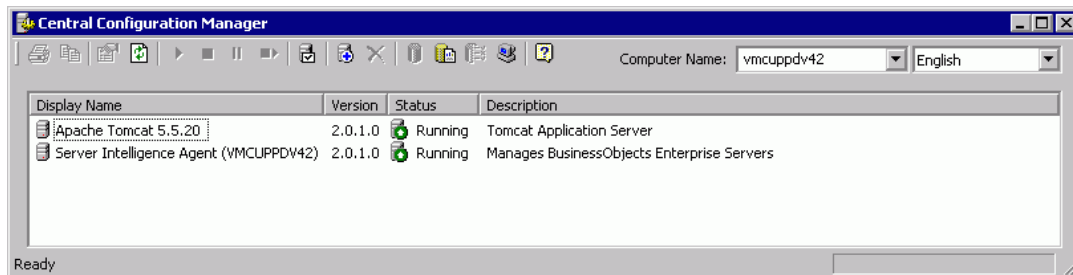 Central Configuration Manager
Computer Name: vmcuppdv42 English
Display Name Version Status Description
Apache Tomcat 5.5.20 2.0.1.0 Running Tomcat Application Server
Server Intelligence Agent (VMCUPPDV42) 2.0.1.0 Running Manages BusinessObjects Enterprise Servers
Ready